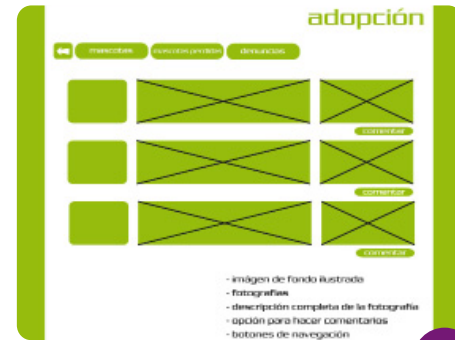 adopción
mascotas mascotas perdidas denuncias
comentar
comentar
comentar
- imágen de fondo ilustrada
- fotografías
- descripción completa de la fotografía
- opción para hacer comentarios
- botones de navegación